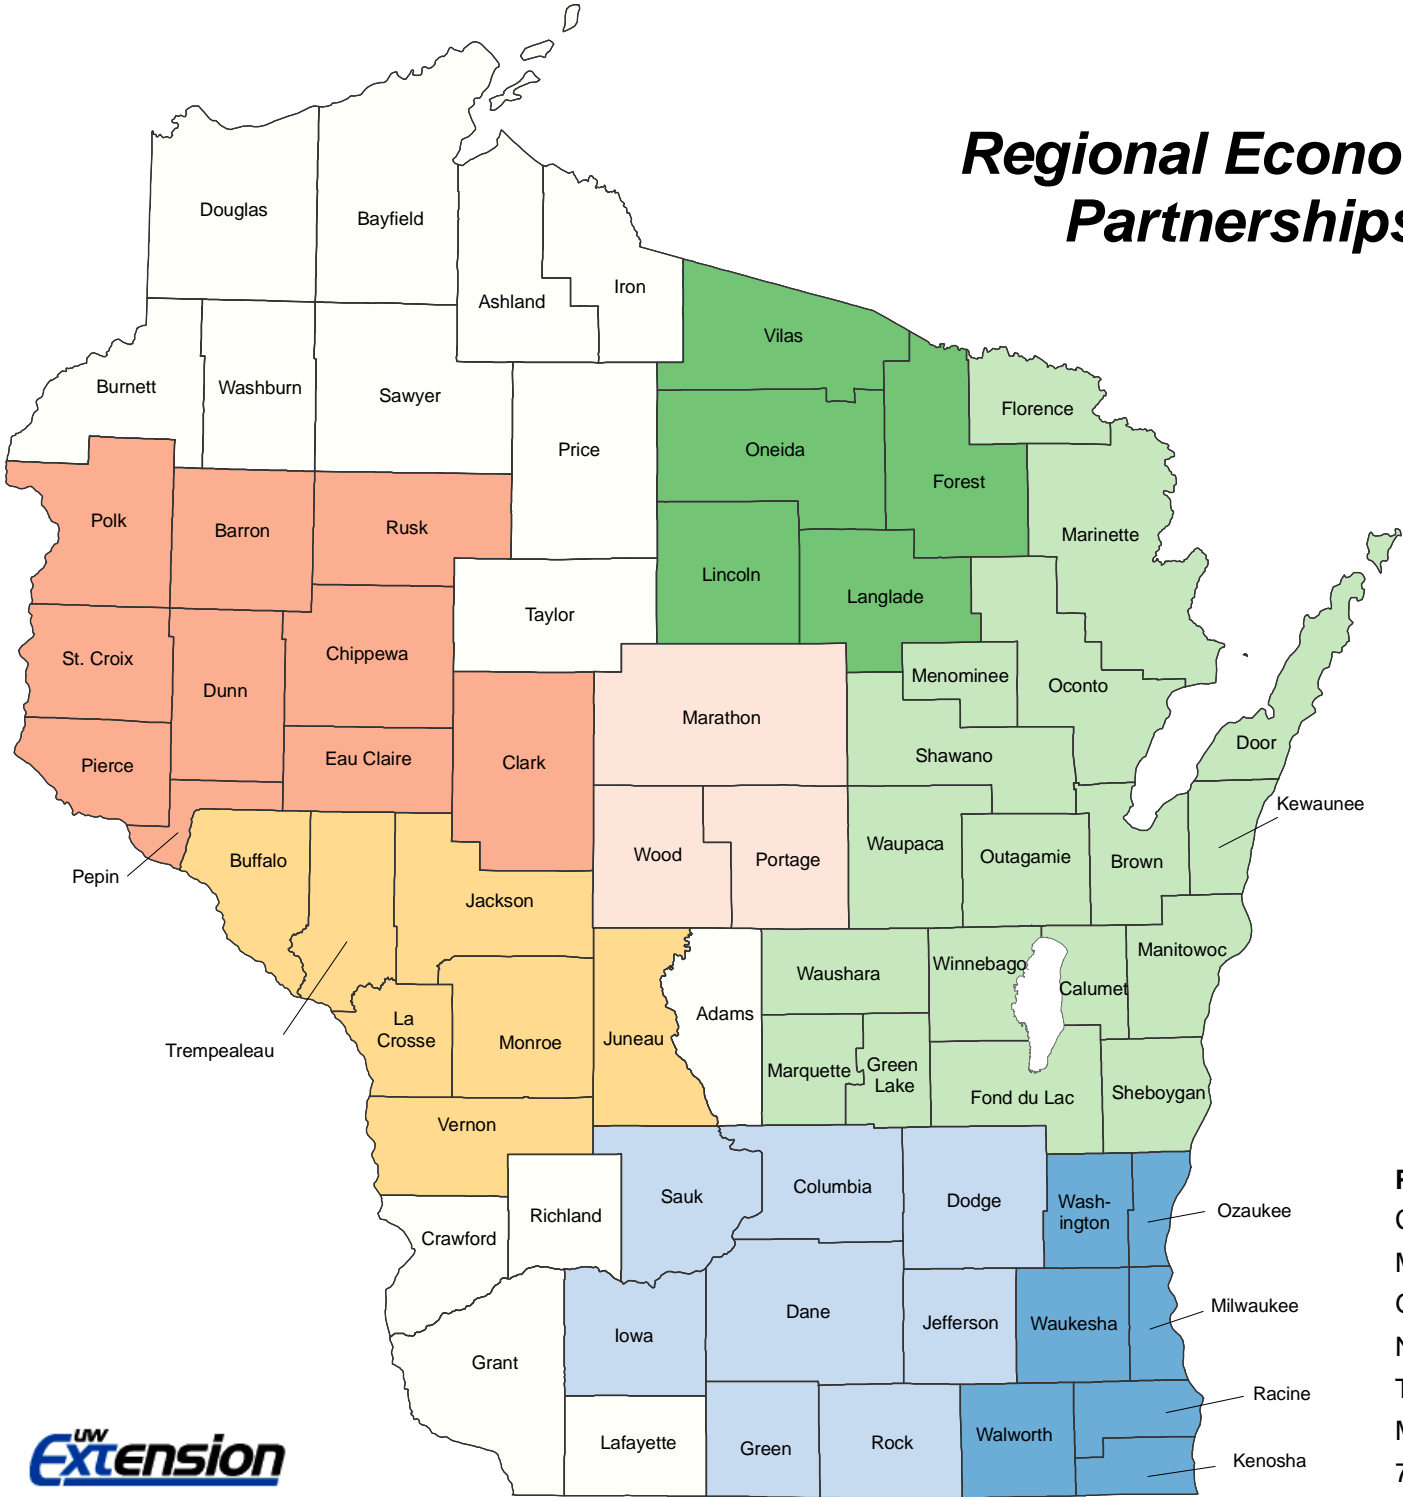 Regional Econo
Partnerships
Douglas
Bayfield
Ashland
Iron
Vilas
Burnett
Washburn
Sawyer
Price
Oneida
Forest
Florence
Marinette
Polk
Barron
Rusk
Lincoln
Langlade
Taylor
St. Croix
Dunn
Chippewa
Menominee
Oconto
Marathon
Shawano
Door
Pierce
Eau Claire
Clark
Kewaunee
Wood
Portage
Waupaca
Outagamie
Brown
Pepin
Buffalo
Jackson
Manitowoc
Waushara
Winnebago
Calumet
Adams
Trempealeau
La
Crosse
Monroe
Juneau
Marquette
Green
Lake
Fond du Lac
Sheboygan
Vernon
Sauk
Columbia
Dodge
Wash-
ington
Ozaukee
Richland
Crawford
Dane
Iowa
Jefferson
Waukesha
Milwaukee
Grant
Racine
Lafayette
Green
Rock
Walworth
Kenosha
UW
Extension
7